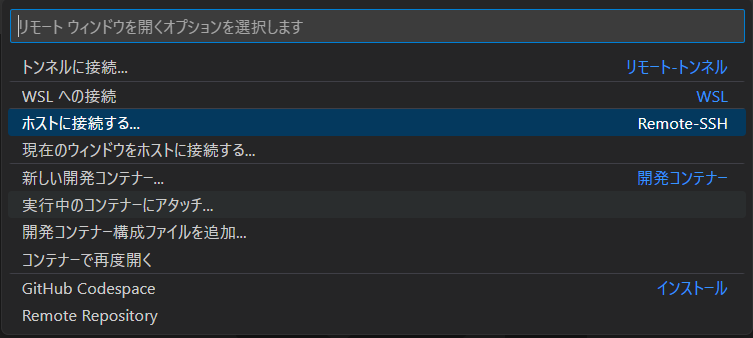 リモート ウィンドウを開くオプションを選択します
トンネルに接続... リモート-トンネル
WSL への接続 WSL
ホストに接続する... Remote-SSH
現在のウィンドウをホストに接続する...
新しい開発コンテナー... 開発コンテナー
実行中のコンテナーにアタッチ...
開発コンテナー構成ファイルを追加...
コンテナーで再度開く
GitHub Codespace インストール
Remote Repository